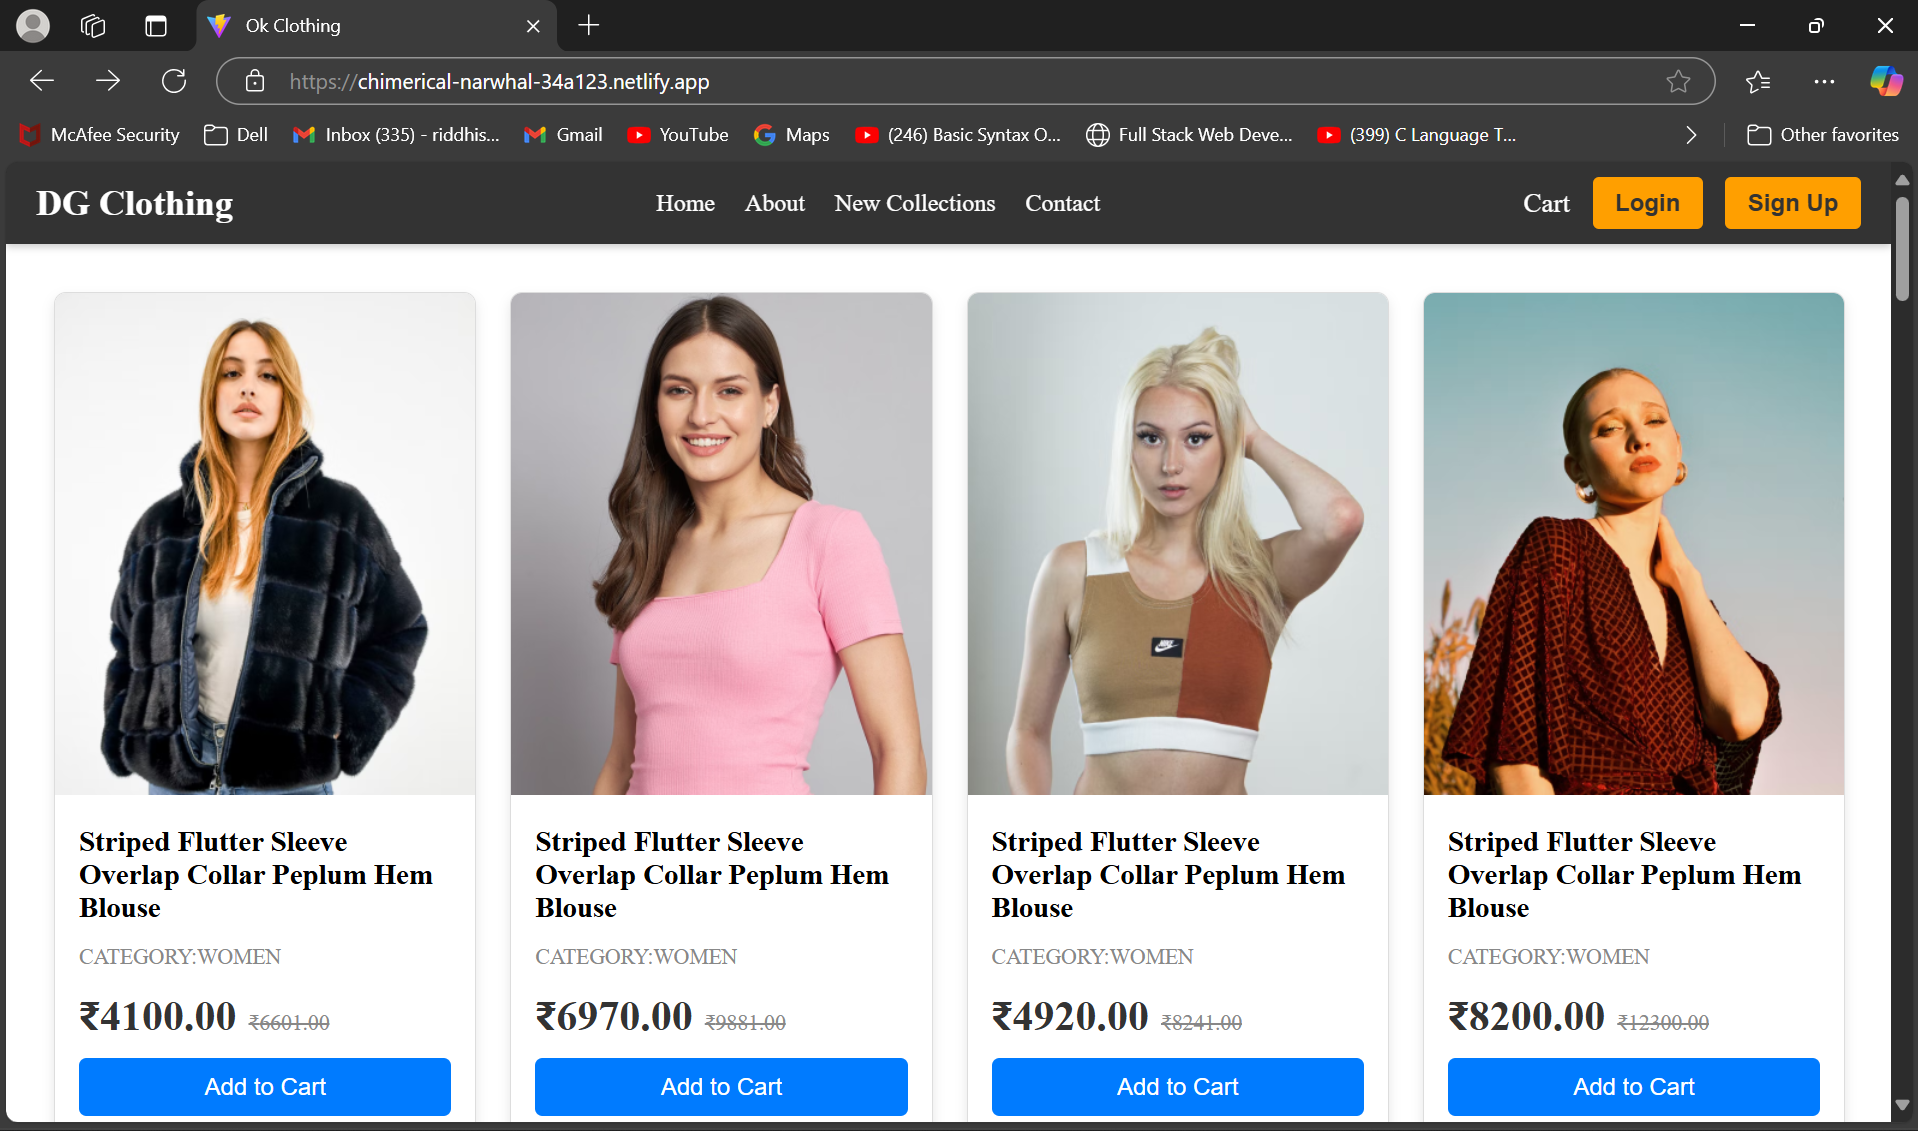 Ok Clothing
https://chimerical-narwhal-34a123.netlify.app
McAfee Security Dell Inbox (335) - riddhis... Gmail YouTube Maps (246) Basic Syntax O... Full Stack Web Deve... (399) C Language T... Other favorites
DG Clothing Home About New Collections Contact Cart Login Sign Up
Striped Flutter Sleeve
Overlap Collar Peplum Hem
Blouse
CATEGORY:WOMEN
₹4100.00 ₹6601.00
Add to Cart
Striped Flutter Sleeve
Overlap Collar Peplum Hem
Blouse
CATEGORY:WOMEN
₹6970.00 ₹9881.00
Add to Cart
Striped Flutter Sleeve
Overlap Collar Peplum Hem
Blouse
CATEGORY:WOMEN
₹4920.00 ₹8241.00
Add to Cart
Striped Flutter Sleeve
Overlap Collar Peplum Hem
Blouse
CATEGORY:WOMEN
₹8200.00 ₹12300.00
Add to Cart